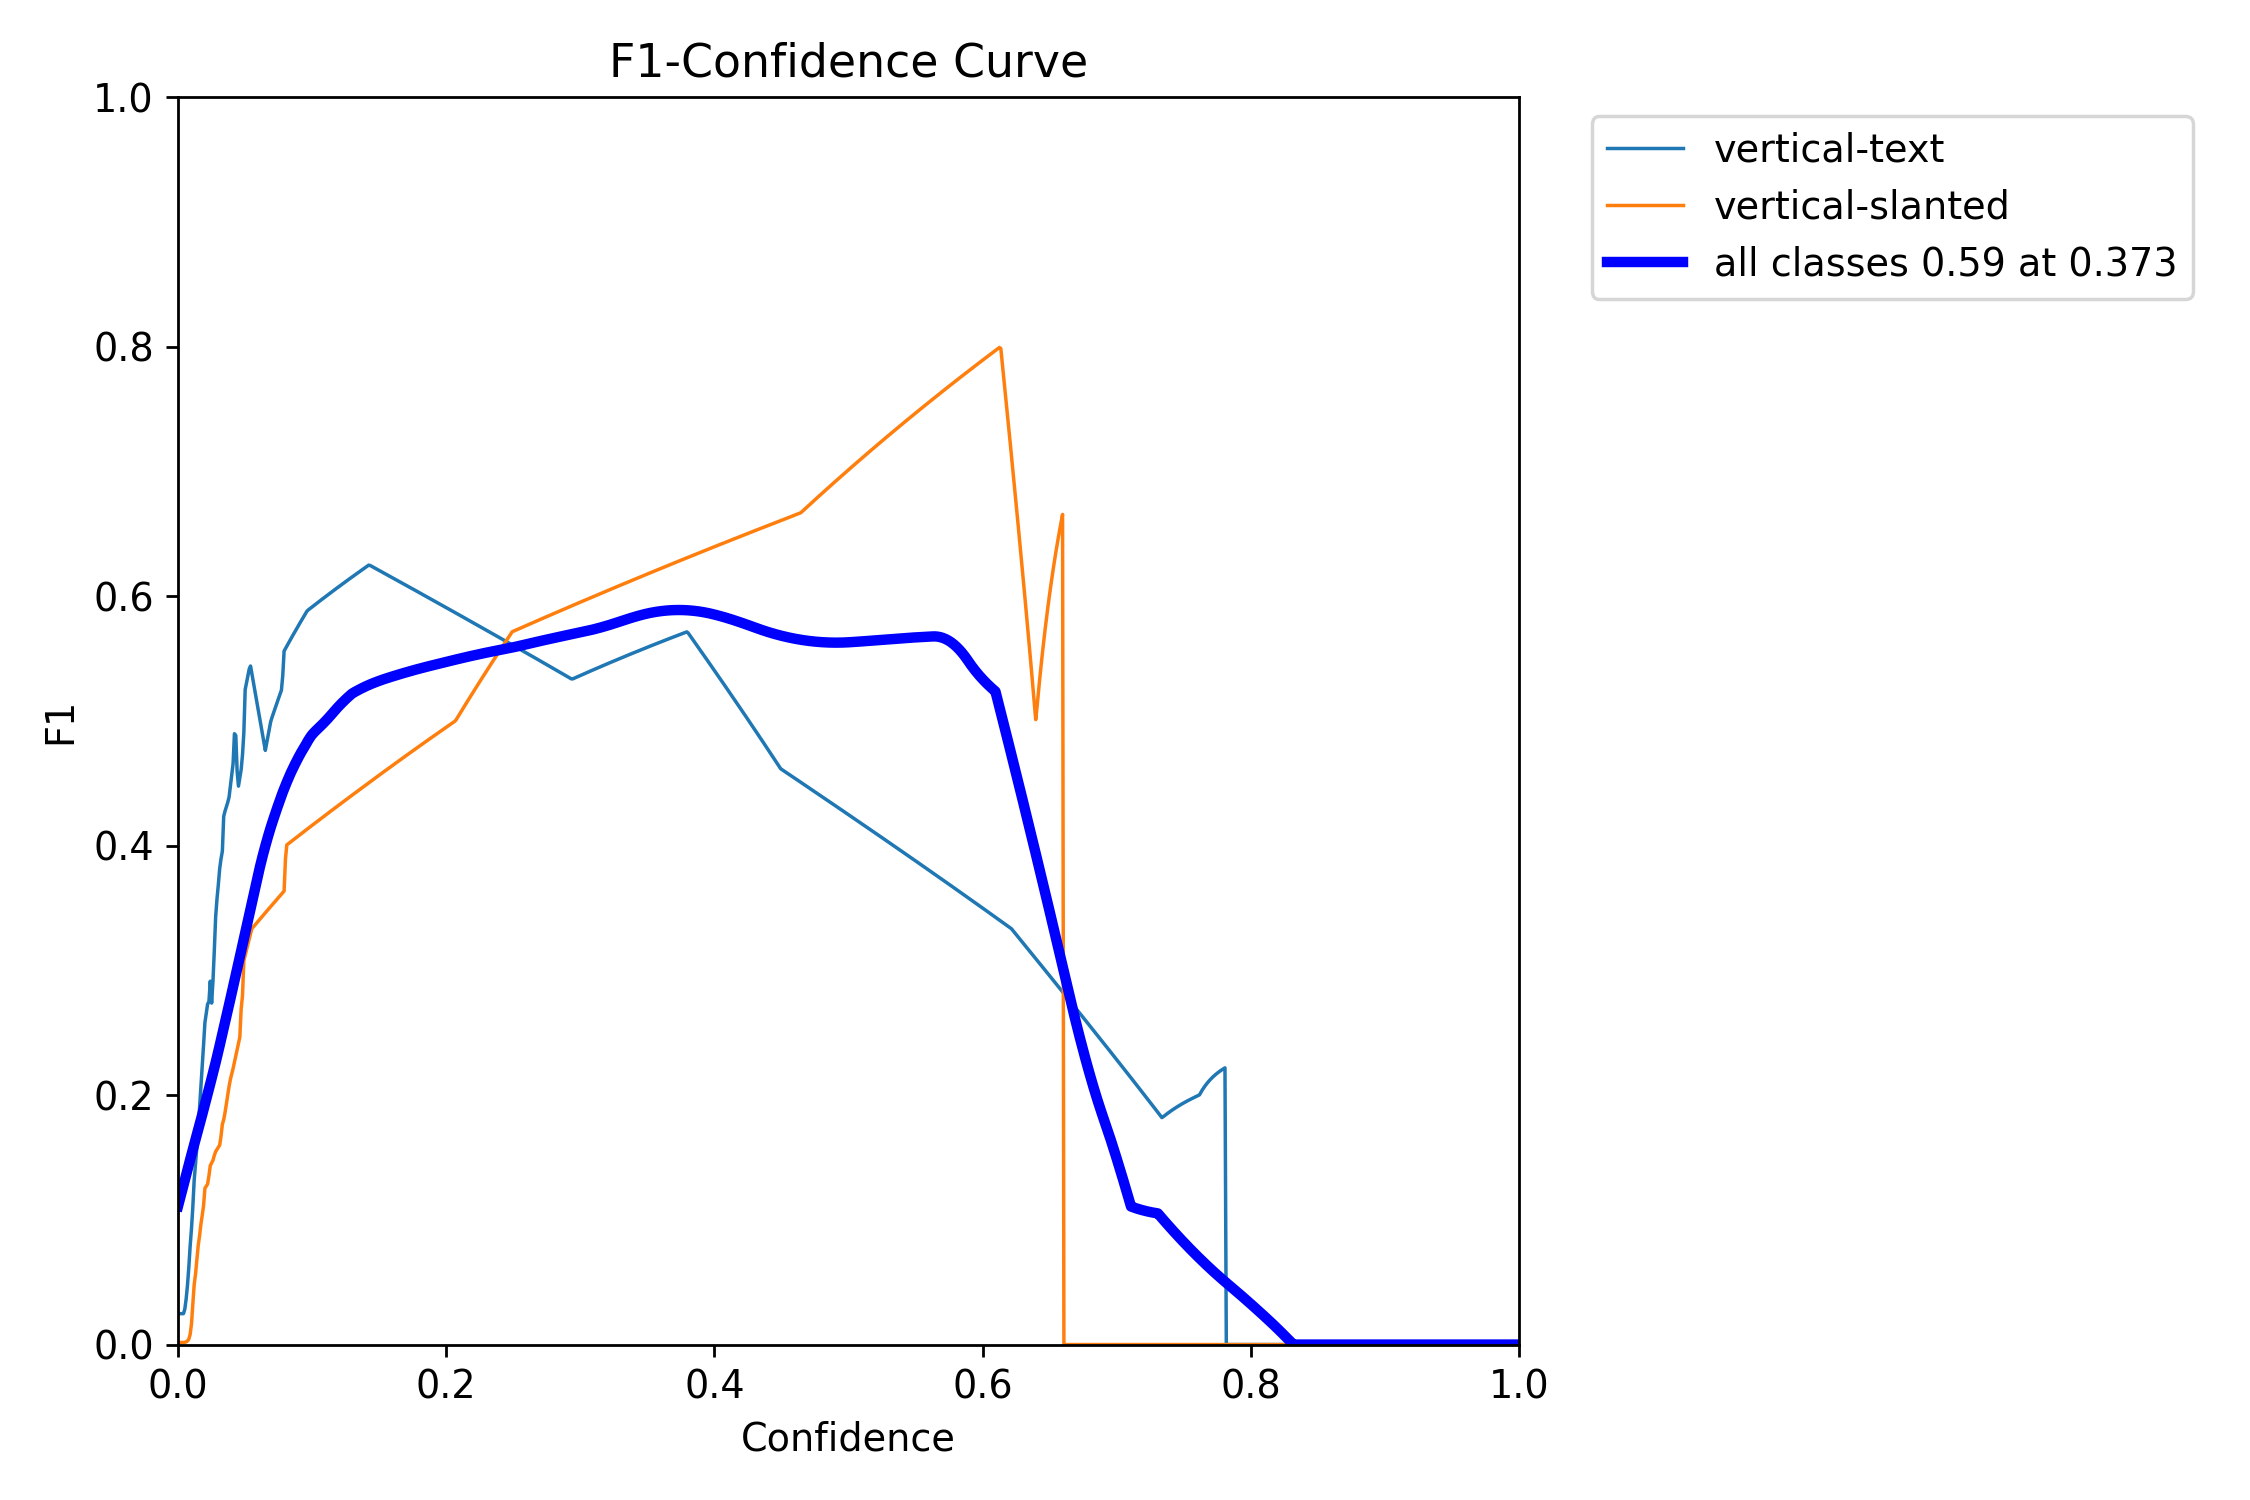 F1-Confidence Curve
1.0
0.8
0.6
0.4
0.2
0.0
F1
0.0 0.2 0.4 0.6 0.8 1.0
Confidence
vertical-text
vertical-slanted
all classes 0.59 at 0.373